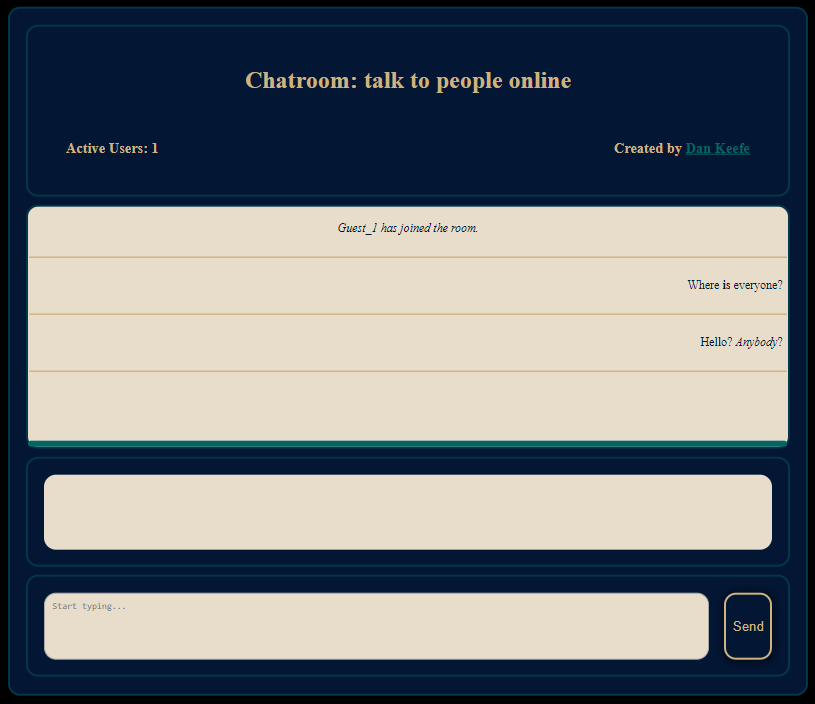 Chatroom: talk to people online
Active Users: 1
Created by Dan Keefe
Guest_1 has joined the room.
Where is everyone?
Hello? Anybody?
Start typing...
Send